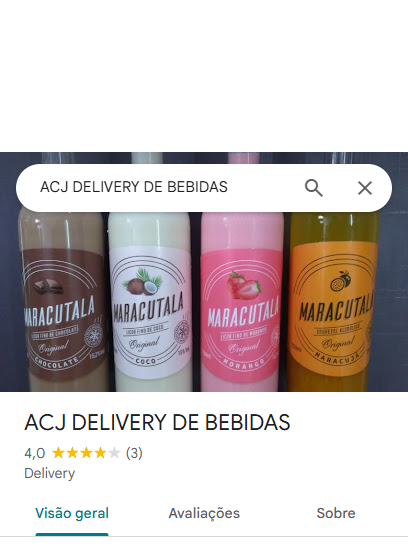 ACJ DELIVERY DE BEBIDAS
MARACUTALA
LICOR FINO DE CHOCOLATE
Original
CHOCOLATE
MARACUTALA
LICOR FINO DE COCO
Original
COCO
MARACUTALA
LICOR FINO DE MORANGO
Original
MORANGO
MARACUTALA
Original
MARACUJÁ
ACJ DELIVERY DE BEBIDAS
4,0 (3)
Delivery
Visão geral Avaliações Sobre